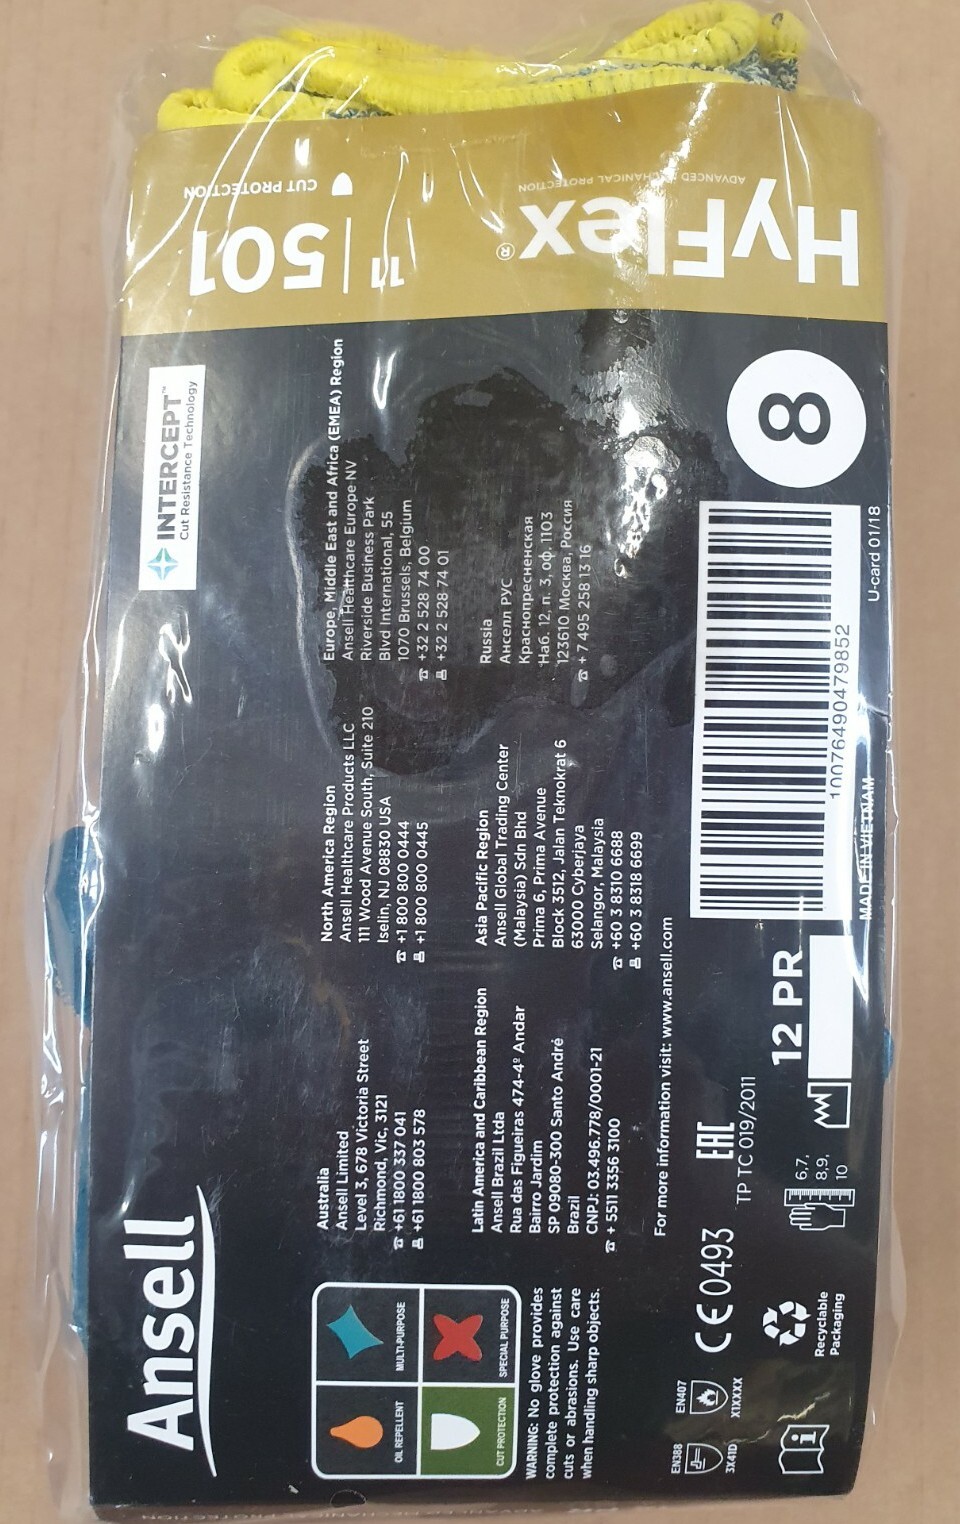 HyFlex®
ADVANCED MECHANICAL PROTECTION
11 | 501
CUT PROTECTION
INTERCEPT™
Cut Resistance Technology
8
Ansell
Australia
Ansell Limited
Level 3, 678 Victoria Street
Richmond, Vic, 3121
☎ +61 1800 337 041
+61 1800 803 578
North America Region
Ansell Healthcare Products LLC
111 Wood Avenue South, Suite 210
Iselin, NJ 08830 USA
☎ +1 800 800 0444
+1 800 800 0445
Europe, Middle East and Africa (EMEA) Region
Ansell Healthcare Europe NV
Riverside Business Park
Blvd International, 55
1070 Brussels, Belgium
☎ +32 2 528 74 00
+32 2 528 74 01
Latin America and Caribbean Region
Ansell Brazil Ltda
Rua das Figueiras 474-4º Andar
Bairro Jardim
SP 09080-300 Santo André
Brazil
CNPJ: 03.496.778/0001-21
☎ + 5511 3356 3100
Asia Pacific Region
Ansell Global Trading Center
(Malaysia) Sdn Bhd
Prima 6, Prima Avenue
Block 3512, Jalan Teknokrat 6
63000 Cyberjaya
Selangor, Malaysia
☎ +60 3 8310 6688
+60 3 8318 6699
Russia
Анселл РУС
Краснопресненская
Наб. 12, п. 3, оф. 1103
123610 Москва, Россия
☎ + 7 495 258 13 16
For more information visit: www.ansell.com
OIL REPELLENT
MULTI-PURPOSE
CUT PROTECTION
SPECIAL PURPOSE
WARNING: No glove provides
complete protection against
cuts or abrasions. Use care
when handling sharp objects.
EN388
3X41D
EN407
X1XXXX
CE 0493
EAC
TP TC 019/2011
Recyclable
Packaging
6,7,
8,9,
10
12 PR
10076490479852
MADE IN VIETNAM
U-card 01/18